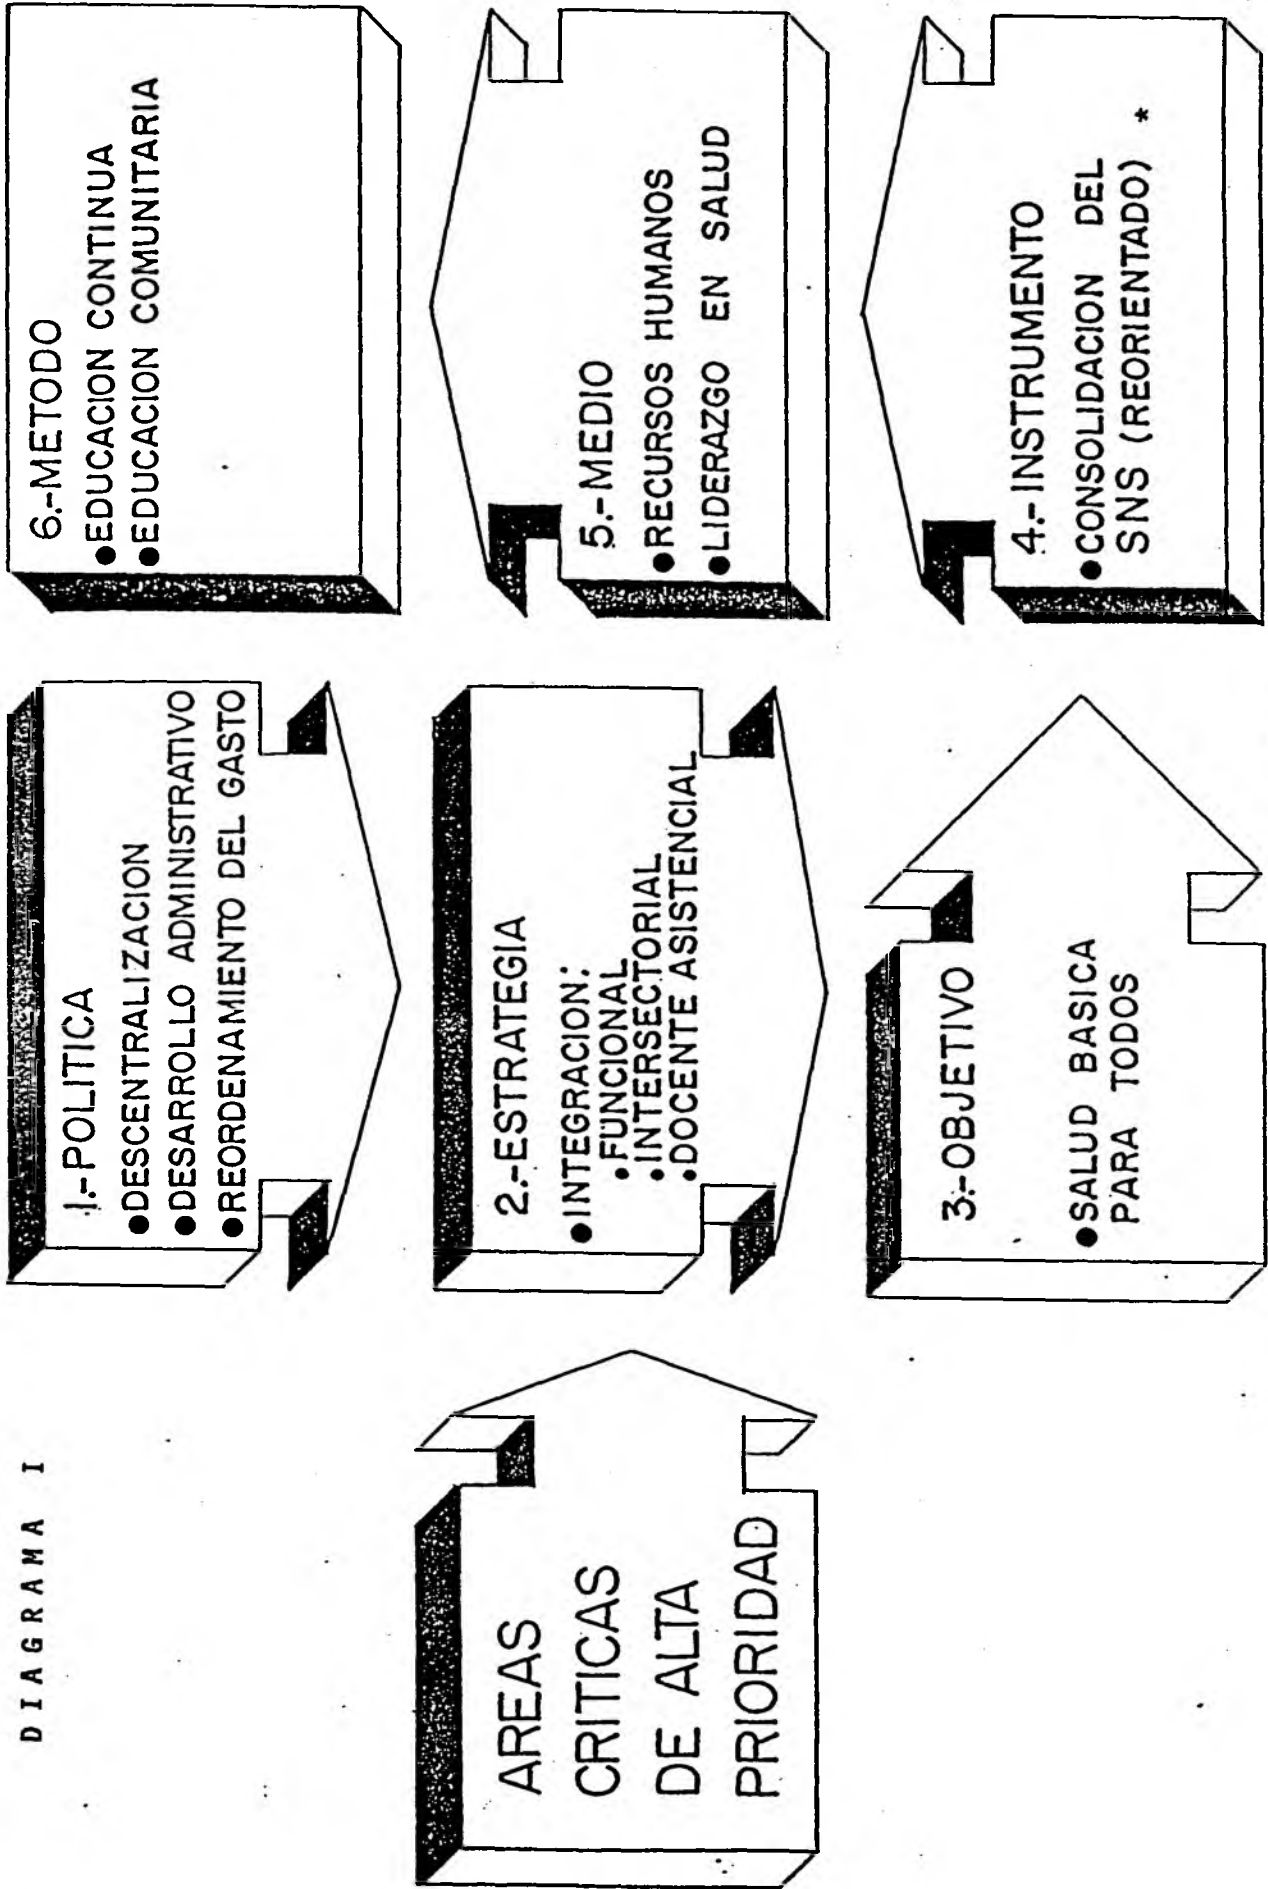 DIAGRAMA I
AREAS
CRITICAS
DE ALTA
PRIORIDAD
1.-POLITICA
●DESCENTRALIZACION
●DESARROLLO ADMINISTRATIVO
●REORDENAMIENTO DEL GASTO
2.-ESTRATEGIA
●INTEGRACION:
•FUNCIONAL
•INTERSECTORIAL
•DOCENTE ASISTENCIAL
3.-OBJETIVO
●SALUD BASICA
PARA TODOS
4.-INSTRUMENTO
●CONSOLIDACION DEL
SNS (REORIENTADO) *
5.-MEDIO
●RECURSOS HUMANOS
●LIDERAZGO EN SALUD
6.-METODO
●EDUCACION CONTINUA
●EDUCACION COMUNITARIA